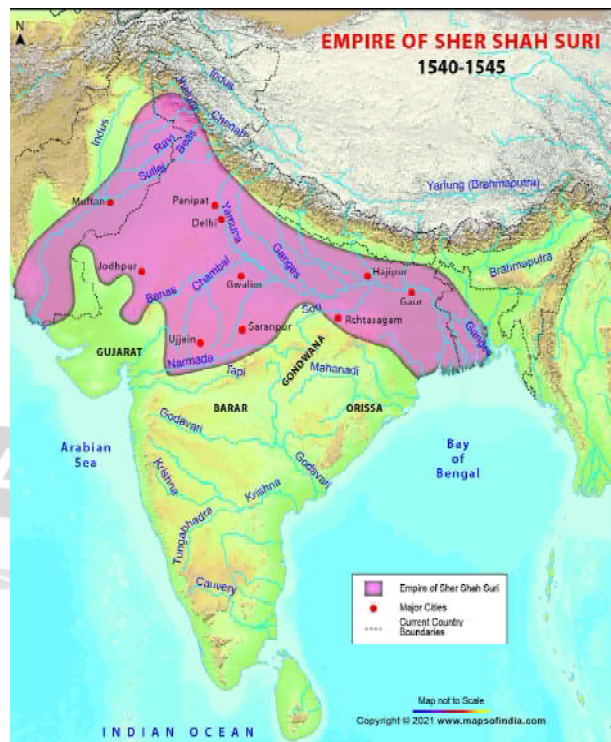 N
EMPIRE OF SHER SHAH SURI
1540-1545
Indus
Jhelum
Chenab
Indus
Ravi
Beas
Sutlej
Yarlung (Brahmaputra)
Multan
Panipat
Delhi
Yamuna
Ganges
Brahmaputra
Jodhpur
Chambal
Banas
Gwalior
Hajipur
Gaur
Son
Rohtasagam
Ganges
Ujjain
Saranpur
GUJARAT
Narmada
Tapi
GONDWANA
Mahanadi
BARAR
ORISSA
Godavari
Arabian
Sea
Bay
of
Bengal
Godavari
Krishna
Krishna
Tungabhadra
Cauvery
Empire of Sher Shah Suri
Major Cities
Current Country
Boundaries
Map not to Scale
Copyright © 2021 www.mapsofindia.com
INDIAN OCEAN